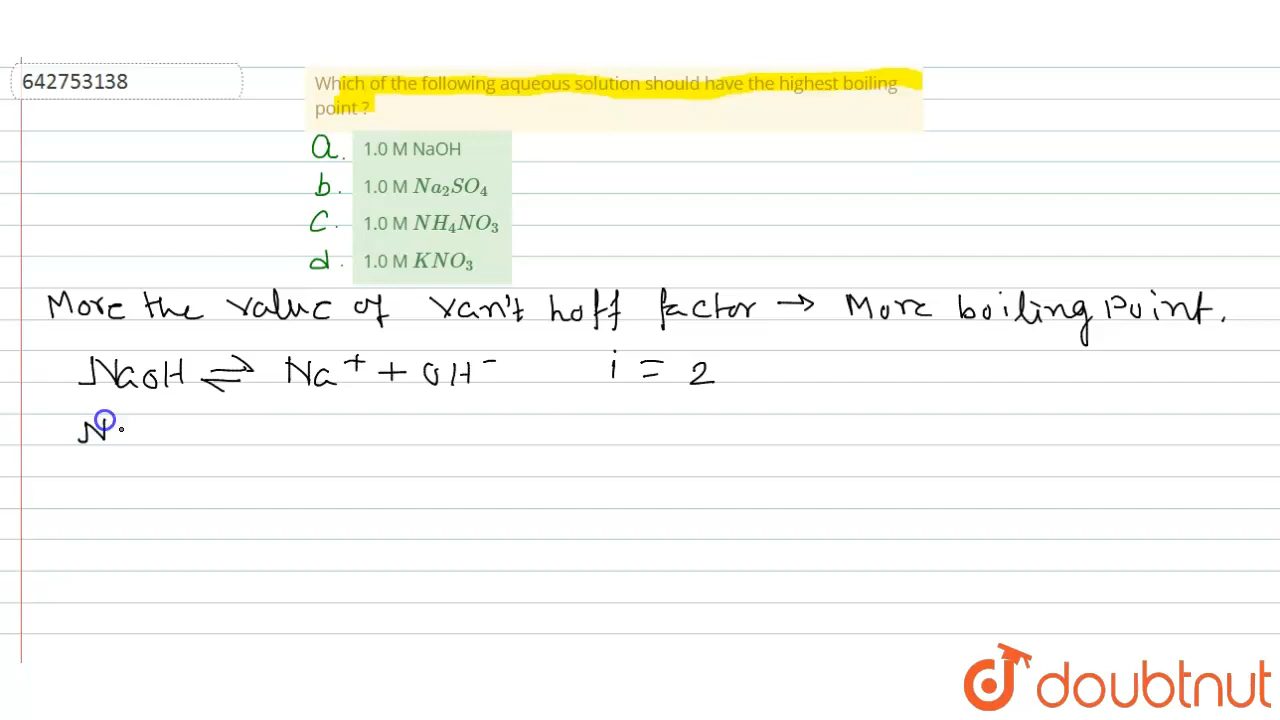 642753138
Which of the following aqueous solution should have the highest boiling
point ?
a. 1.0 M NaOH
b. 1.0 M Na₂SO₄
c. 1.0 M NH₄NO₃
d. 1.0 M KNO₃
More the value of van't hoff factor → More boiling point.
NaOH ⇌ Na⁺ + OH⁻ i = 2
N
doubtnut